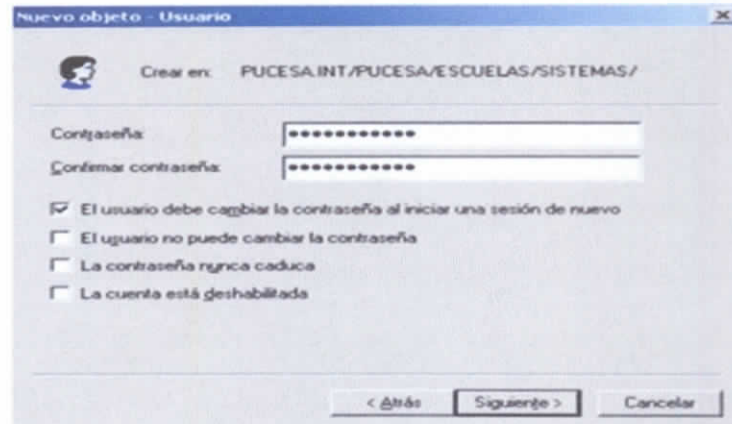 Nuevo objeto - Usuario
Crear en: PUCESA.INT/PUCESA/ESCUELAS/SISTEMAS/
Contraseña: •••••••••••
Confirmar contraseña: •••••••••••
El usuario debe cambiar la contraseña al iniciar una sesión de nuevo
El usuario no puede cambiar la contraseña
La contraseña nunca caduca
La cuenta está deshabilitada
< Atrás Siguiente > Cancelar